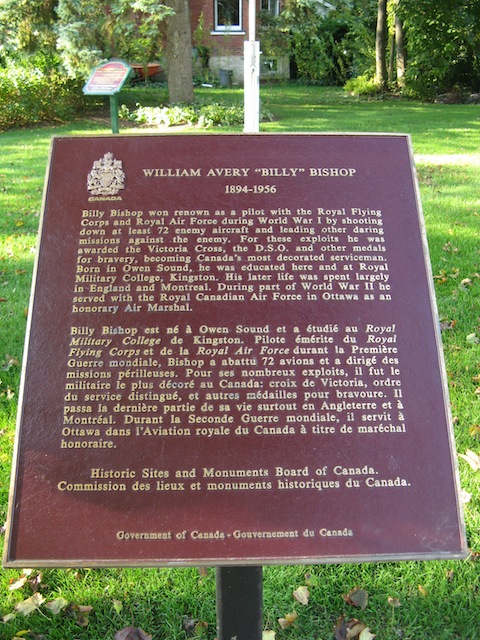 CANADA
WILLIAM AVERY "BILLY" BISHOP
1894-1956
Billy Bishop won renown as a pilot with the Royal Flying
Corps and Royal Air Force during World War I by shooting
down at least 72 enemy aircraft and leading other daring
missions against the enemy. For these exploits he was
awarded the Victoria Cross, the D.S.O. and other medals
for bravery, becoming Canada's most decorated serviceman.
Born in Owen Sound, he was educated here and at Royal
Military College, Kingston. His later life was spent largely
in England and Montreal. During part of World War II he
served with the Royal Canadian Air Force in Ottawa as an
honorary Air Marshal.
Billy Bishop est né à Owen Sound et a étudié au Royal
Military College de Kingston. Pilote émérite du Royal
Flying Corps et de la Royal Air Force durant la Première
Guerre mondiale, Bishop a abattu 72 avions et a dirigé des
missions périlleuses. Pour ses nombreux exploits, il fut le
militaire le plus décoré au Canada: croix de Victoria, ordre
du service distingué, et autres médailles pour bravoure. Il
passa la dernière partie de sa vie surtout en Angleterre et à
Montréal. Durant la Seconde Guerre mondiale, il servit à
Ottawa dans l'Aviation royale du Canada à titre de maréchal
honoraire.
Historic Sites and Monuments Board of Canada.
Commission des lieux et monuments historiques du Canada.
Government of Canada - Gouvernement du Canada